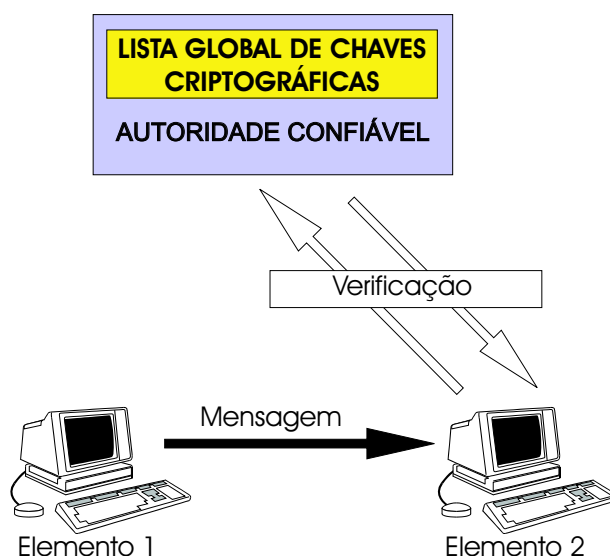 LISTA GLOBAL DE CHAVES
CRIPTOGRÁFICAS
AUTORIDADE CONFIÁVEL
Verificação
Mensagem
Elemento 1
Elemento 2